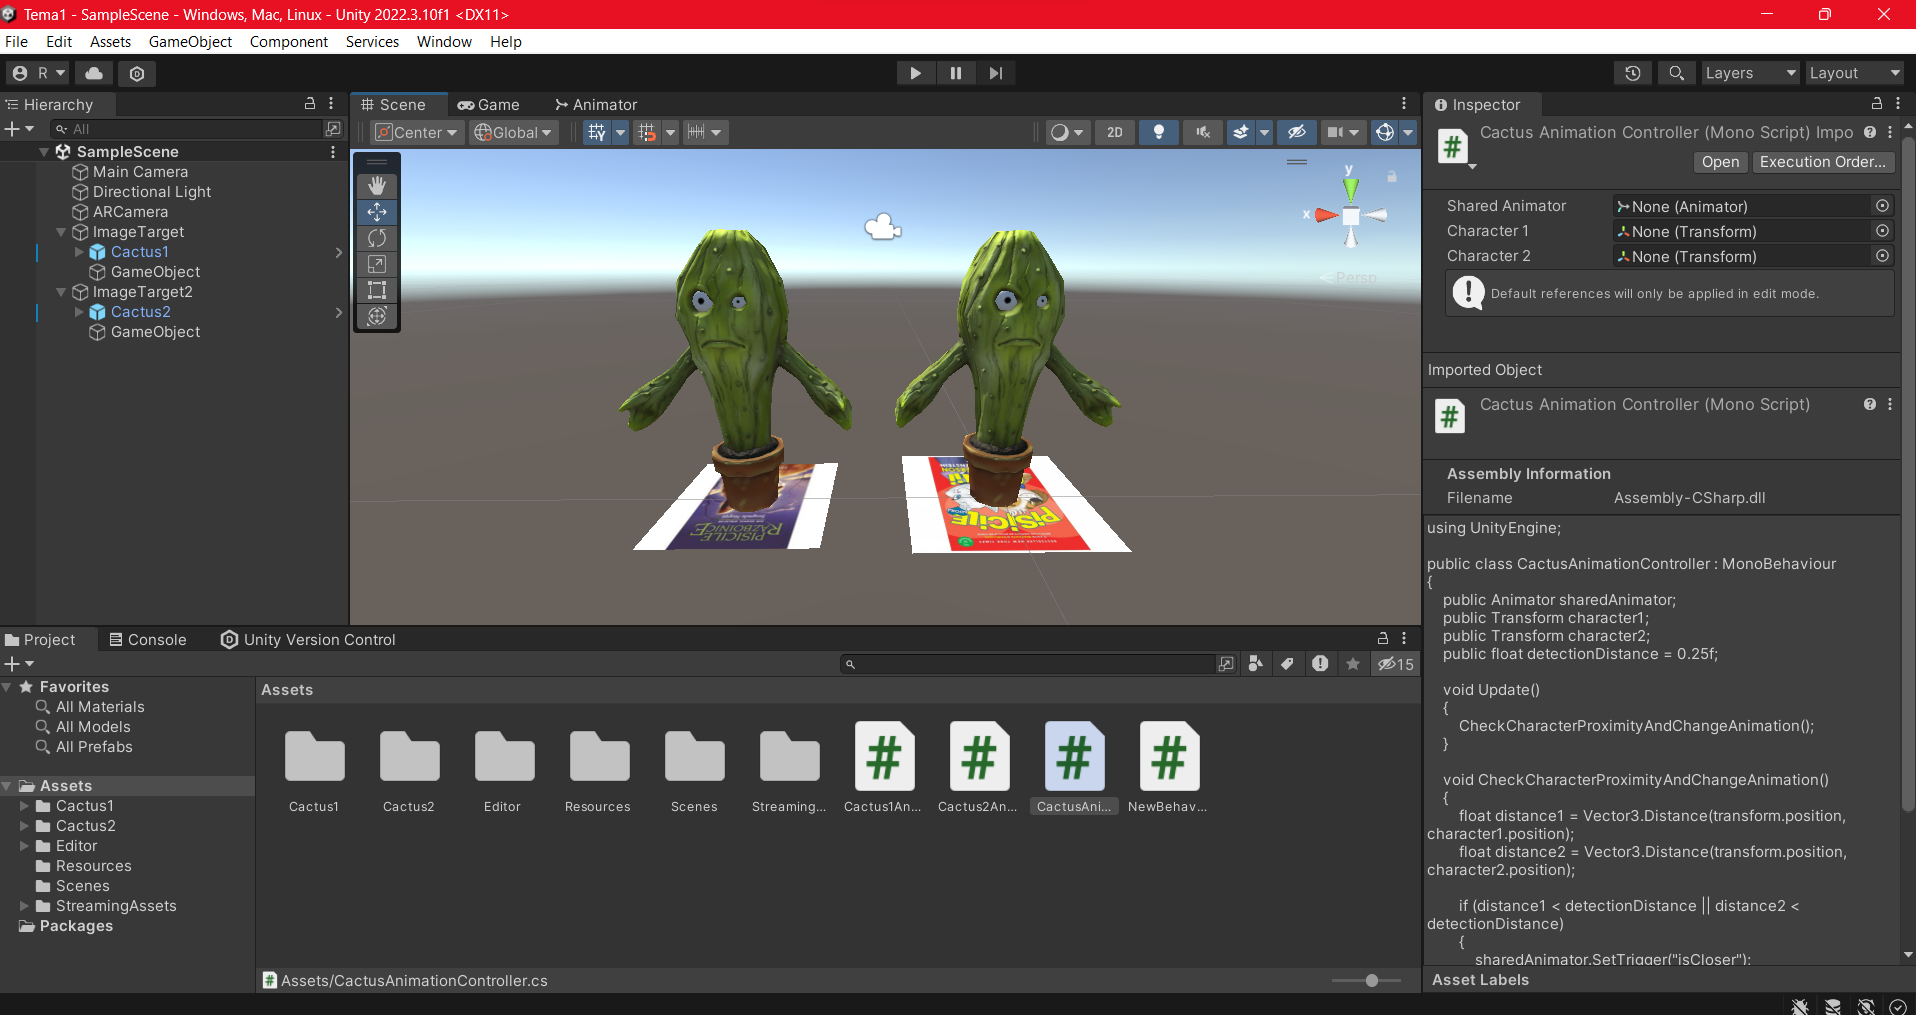 Tema1 - SampleScene - Windows, Mac, Linux - Unity 2022.3.10f1 <DX11>
File Edit Assets GameObject Component Services Window Help
R
Layers
Layout
Hierarchy
All
SampleScene
Main Camera
Directional Light
ARCamera
ImageTarget
Cactus1
GameObject
ImageTarget2
Cactus2
GameObject
Scene Game Animator
Center Global 2D
y
x
Persp
PISICILE
RAZBOINICE
PISICILE
Inspector
Cactus Animation Controller (Mono Script) Impo
Open Execution Order...
Shared Animator None (Animator)
Character 1 None (Transform)
Character 2 None (Transform)
Default references will only be applied in edit mode.
Imported Object
Cactus Animation Controller (Mono Script)
Assembly Information
Filename Assembly-CSharp.dll
using UnityEngine;
public class CactusAnimationController : MonoBehaviour
{
public Animator sharedAnimator;
public Transform character1;
public Transform character2;
public float detectionDistance = 0.25f;
void Update()
{
CheckCharacterProximityAndChangeAnimation();
}
void CheckCharacterProximityAndChangeAnimation()
{
float distance1 = Vector3.Distance(transform.position,
character1.position);
float distance2 = Vector3.Distance(transform.position,
character2.position);
if (distance1 < detectionDistance || distance2 <
detectionDistance)
{
sharedAnimator.SetTrigger("isCloser");
Asset Labels
Project Console Unity Version Control
15
Favorites
All Materials
All Models
All Prefabs
Assets
Cactus1
Cactus2
Editor
Resources
Scenes
StreamingAssets
Packages
Assets
Cactus1 Cactus2 Editor Resources Scenes Streaming... Cactus1An... Cactus2An... CactusAni... NewBehav...
Assets/CactusAnimationController.cs